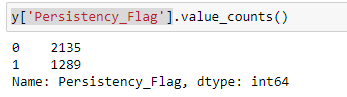 y['Persistency_Flag'].value_counts()
0    2135
1    1289
Name: Persistency_Flag, dtype: int64